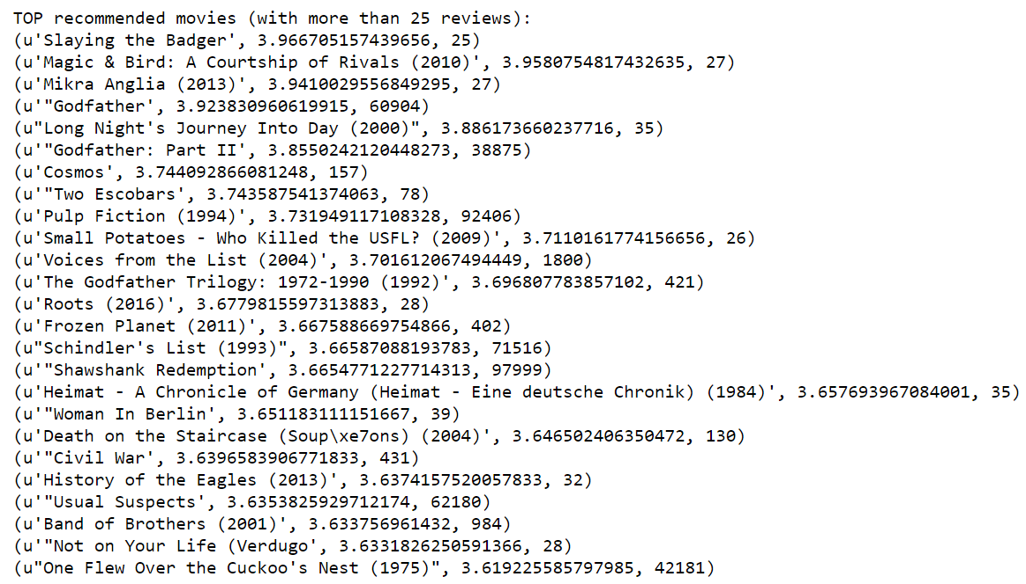 TOP recommended movies (with more than 25 reviews):
(u'Slaying the Badger', 3.966705157439656, 25)
(u'Magic & Bird: A Courtship of Rivals (2010)', 3.9580754817432635, 27)
(u'Mikra Anglia (2013)', 3.9410029556849295, 27)
(u'"Godfather', 3.923830960619915, 60904)
(u"Long Night's Journey Into Day (2000)", 3.886173660237716, 35)
(u'"Godfather: Part II', 3.8550242120448273, 38875)
(u'Cosmos', 3.744092866081248, 157)
(u'"Two Escobars', 3.743587541374063, 78)
(u'Pulp Fiction (1994)', 3.731949117108328, 92406)
(u'Small Potatoes - Who Killed the USFL? (2009)', 3.7110161774156656, 26)
(u'Voices from the List (2004)', 3.701612067494449, 1800)
(u'The Godfather Trilogy: 1972-1990 (1992)', 3.696807783857102, 421)
(u'Roots (2016)', 3.6779815597313883, 28)
(u'Frozen Planet (2011)', 3.667588669754866, 402)
(u"Schindler's List (1993)", 3.66587088193783, 71516)
(u'"Shawshank Redemption', 3.6654771227714313, 97999)
(u'Heimat - A Chronicle of Germany (Heimat - Eine deutsche Chronik) (1984)', 3.657693967084001, 35)
(u'"Woman In Berlin', 3.651183111151667, 39)
(u'Death on the Staircase (Soup\xe7ons) (2004)', 3.646502406350472, 130)
(u'"Civil War', 3.6396583906771833, 431)
(u'History of the Eagles (2013)', 3.6374157520057833, 32)
(u'"Usual Suspects', 3.6353825929712174, 62180)
(u'Band of Brothers (2001)', 3.633756961432, 984)
(u'"Not on Your Life (Verdugo', 3.6331826250591366, 28)
(u"One Flew Over the Cuckoo's Nest (1975)", 3.619225585797985, 42181)